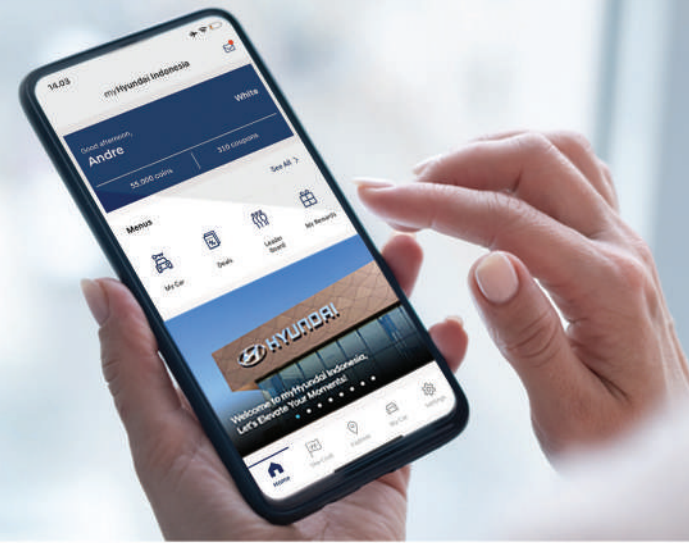 14.03
myHyundai Indonesia
Good afternoon,
Andre
White
55.000 coins
310 coupons
Menus
See All >
My Car
Deals
Leader
Board
My Rewards
HYUNDAI
Welcome to myHyundai Indonesia,
Let's Elevate Your Moments!
Home
Explore
My Car
Settings